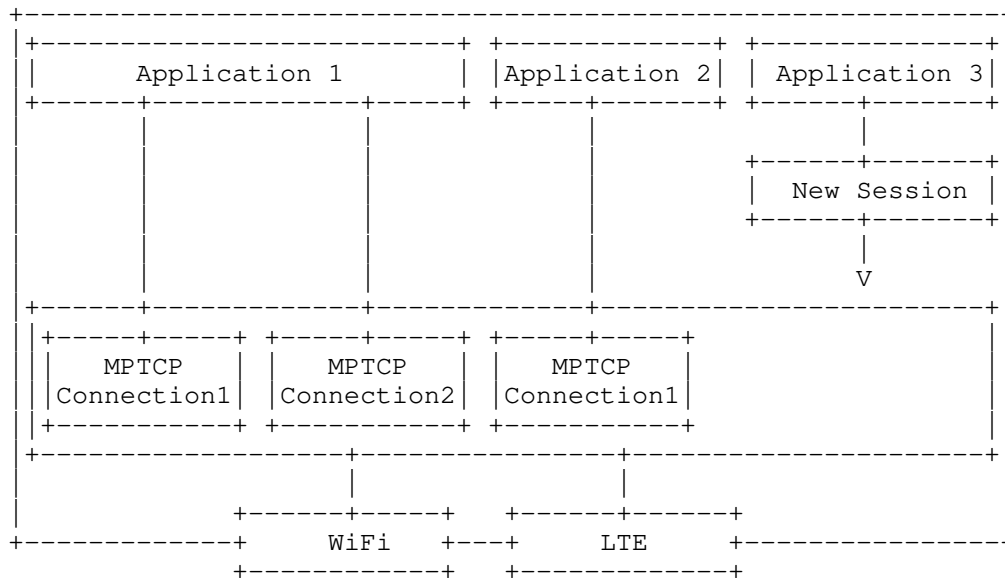 Application 1 Application 2 Application 3
New Session
MPTCP MPTCP MPTCP
Connection1 Connection2 Connection1
WiFi LTE